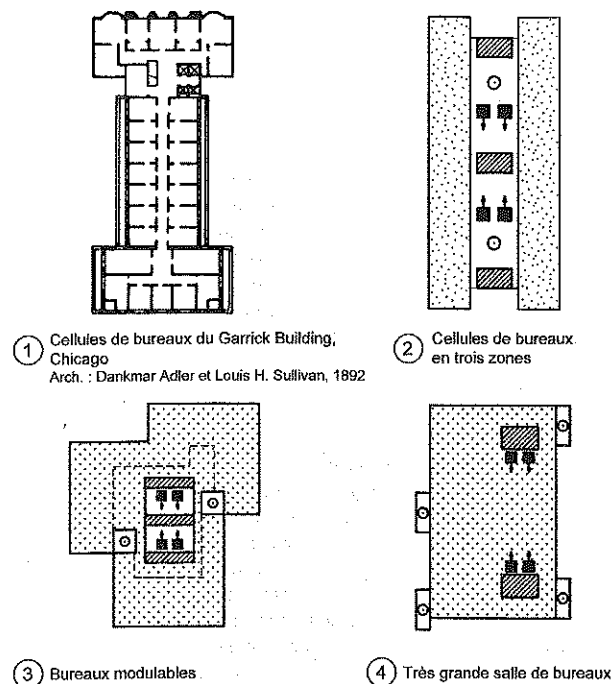 1 Cellules de bureaux du Garrick Building,
Chicago
Arch. : Dankmar Adler et Louis H. Sullivan, 1892
2 Cellules de bureaux
en trois zones
3 Bureaux modulables
4 Très grande salle de bureaux